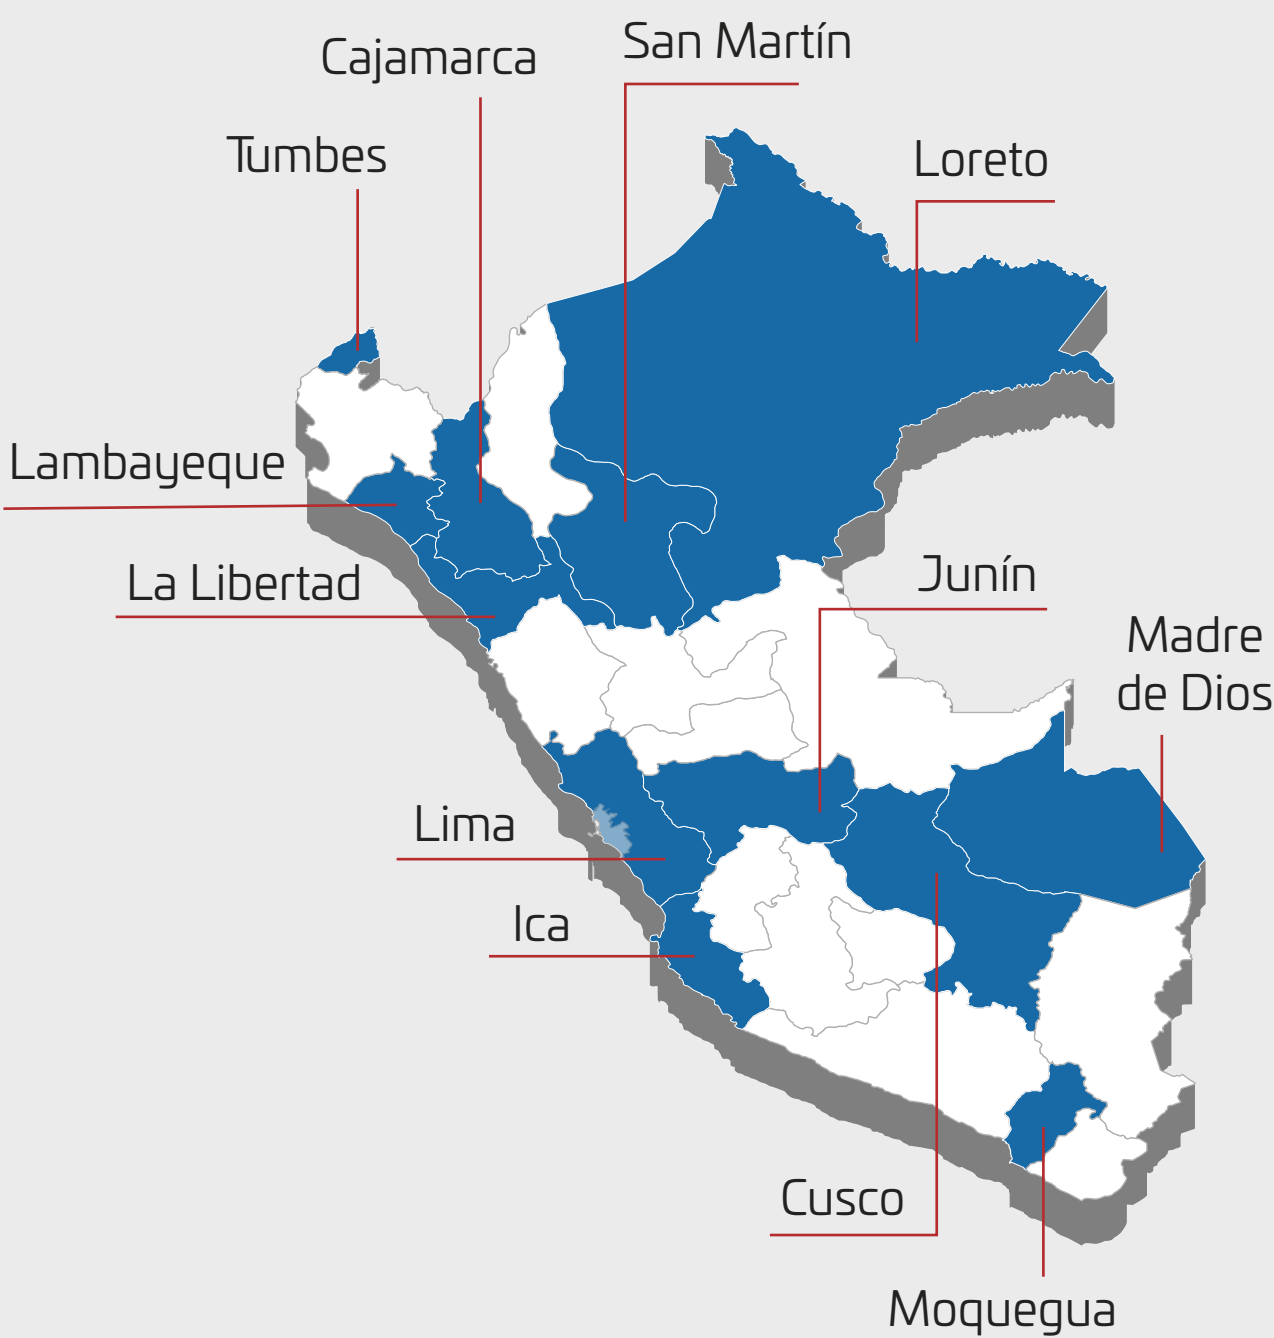 San Martín
Cajamarca
Tumbes
Loreto
Lambayeque
La Libertad
Junín
Madre
de Dios
Lima
Ica
Cusco
Moquegua